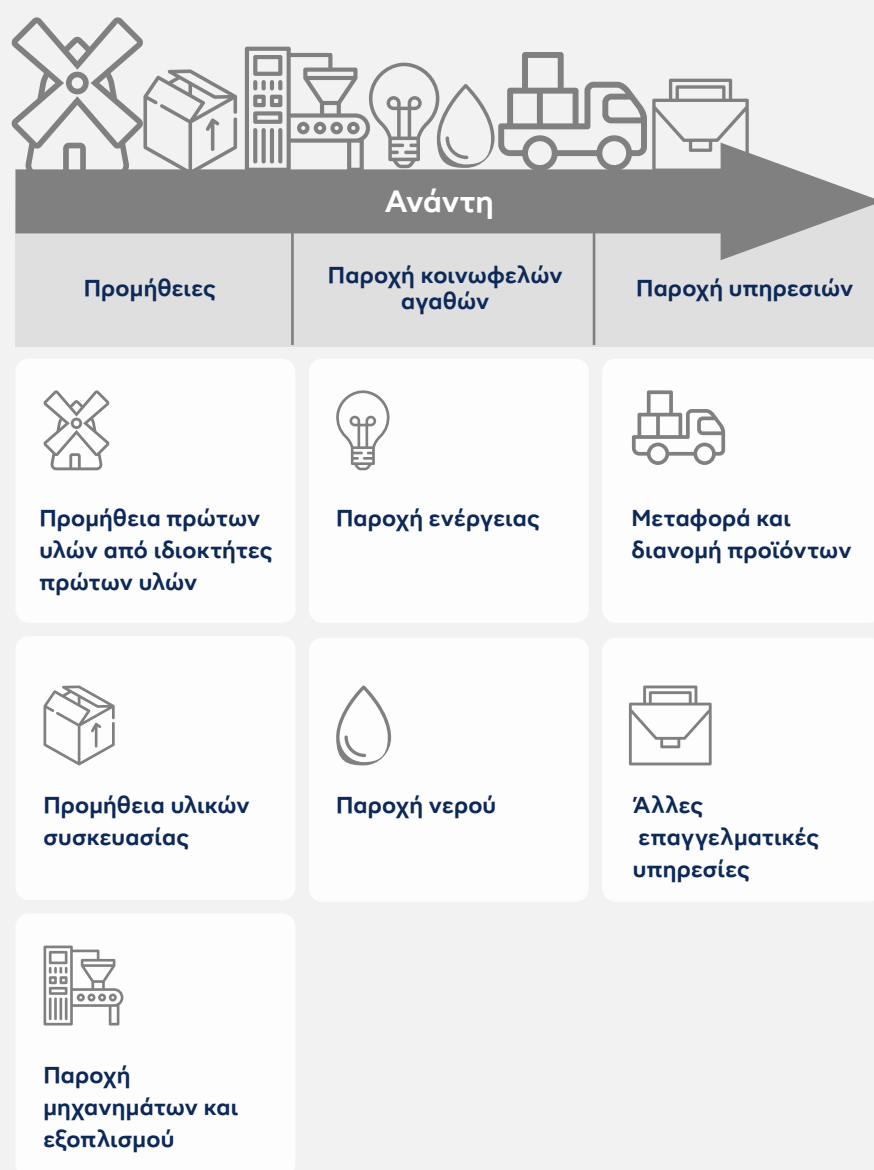 Ανάντη
Προμήθειες
Παροχή κοινωφελών
αγαθών
Παροχή υπηρεσιών
Προμήθεια πρώτων
υλών από ιδιοκτήτες
πρώτων υλών
Παροχή ενέργειας
Μεταφορά και
διανομή προϊόντων
Προμήθεια υλικών
συσκευασίας
Παροχή νερού
Άλλες
επαγγελματικές
υπηρεσίες
Παροχή
μηχανημάτων και
εξοπλισμού